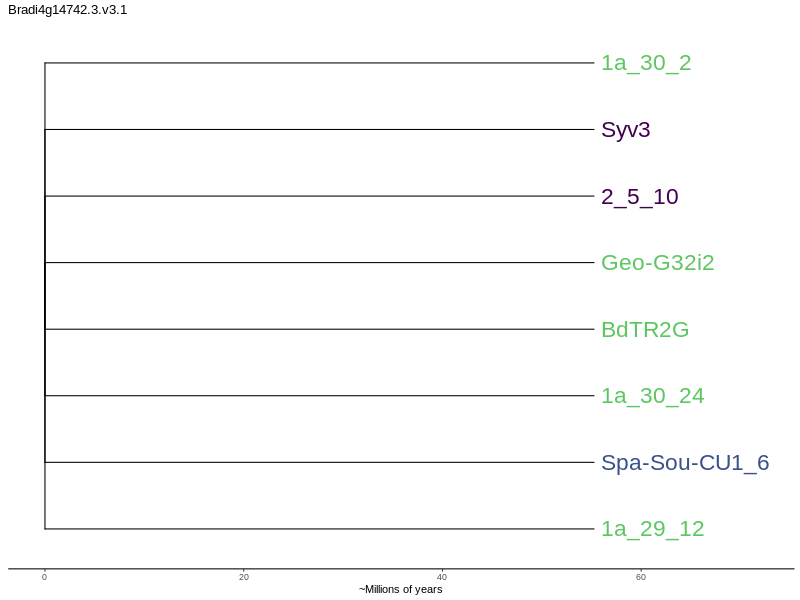 Bradi4g14742.3.v3.1
1a_30_2
Syv3
2_5_10
Geo-G32i2
BdTR2G
1a_30_24
Spa-Sou-CU1_6
1a_29_12
0 20 40 60
~Millions of years